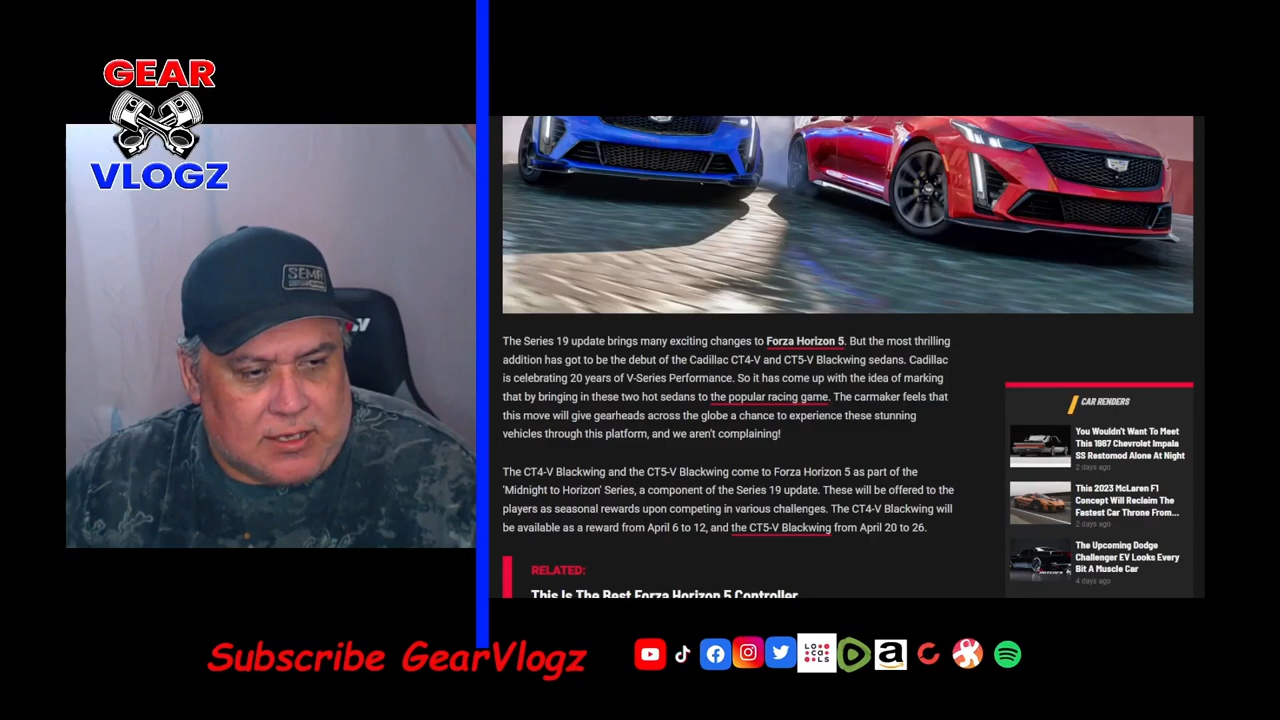 GEAR
VLOGZ
SEMA
The Series 19 update brings many exciting changes to Forza Horizon 5. But the most thrilling
addition has got to be the debut of the Cadillac CT4-V and CT5-V Blackwing sedans. Cadillac
is celebrating 20 years of V-Series Performance. So it has come up with the idea of marking
that by bringing in these two hot sedans to the popular racing game. The carmaker feels that
this move will give gearheads across the globe a chance to experience these stunning
vehicles through this platform, and we aren't complaining!
The CT4-V Blackwing and the CT5-V Blackwing come to Forza Horizon 5 as part of the
'Midnight to Horizon' Series, a component of the Series 19 update. These will be offered to the
players as seasonal rewards upon competing in various challenges. The CT4-V Blackwing will
be available as a reward from April 6 to 12, and the CT5-V Blackwing from April 20 to 26.
RELATED:
This Is The Best Forza Horizon 5 Controller
CAR RENDERS
You Wouldn't Want To Meet
This 1967 Chevrolet Impala
SS Restomod Alone At Night
2 days ago
This 2023 McLaren F1
Concept Will Reclaim The
Fastest Car Throne From...
2 days ago
The Upcoming Dodge
Challenger EV Looks Every
Bit A Muscle Car
4 days ago
Subscribe GearVlogz
LOCALS
a